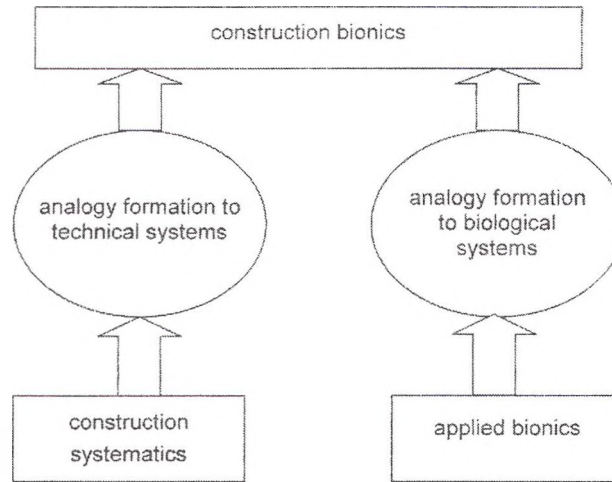 construction bionics
analogy formation to
technical systems
analogy formation
to biological
systems
construction
systematics
applied bionics